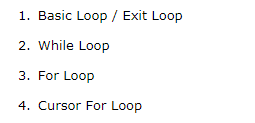 1. Basic Loop / Exit Loop
2. While Loop
3. For Loop
4. Cursor For Loop